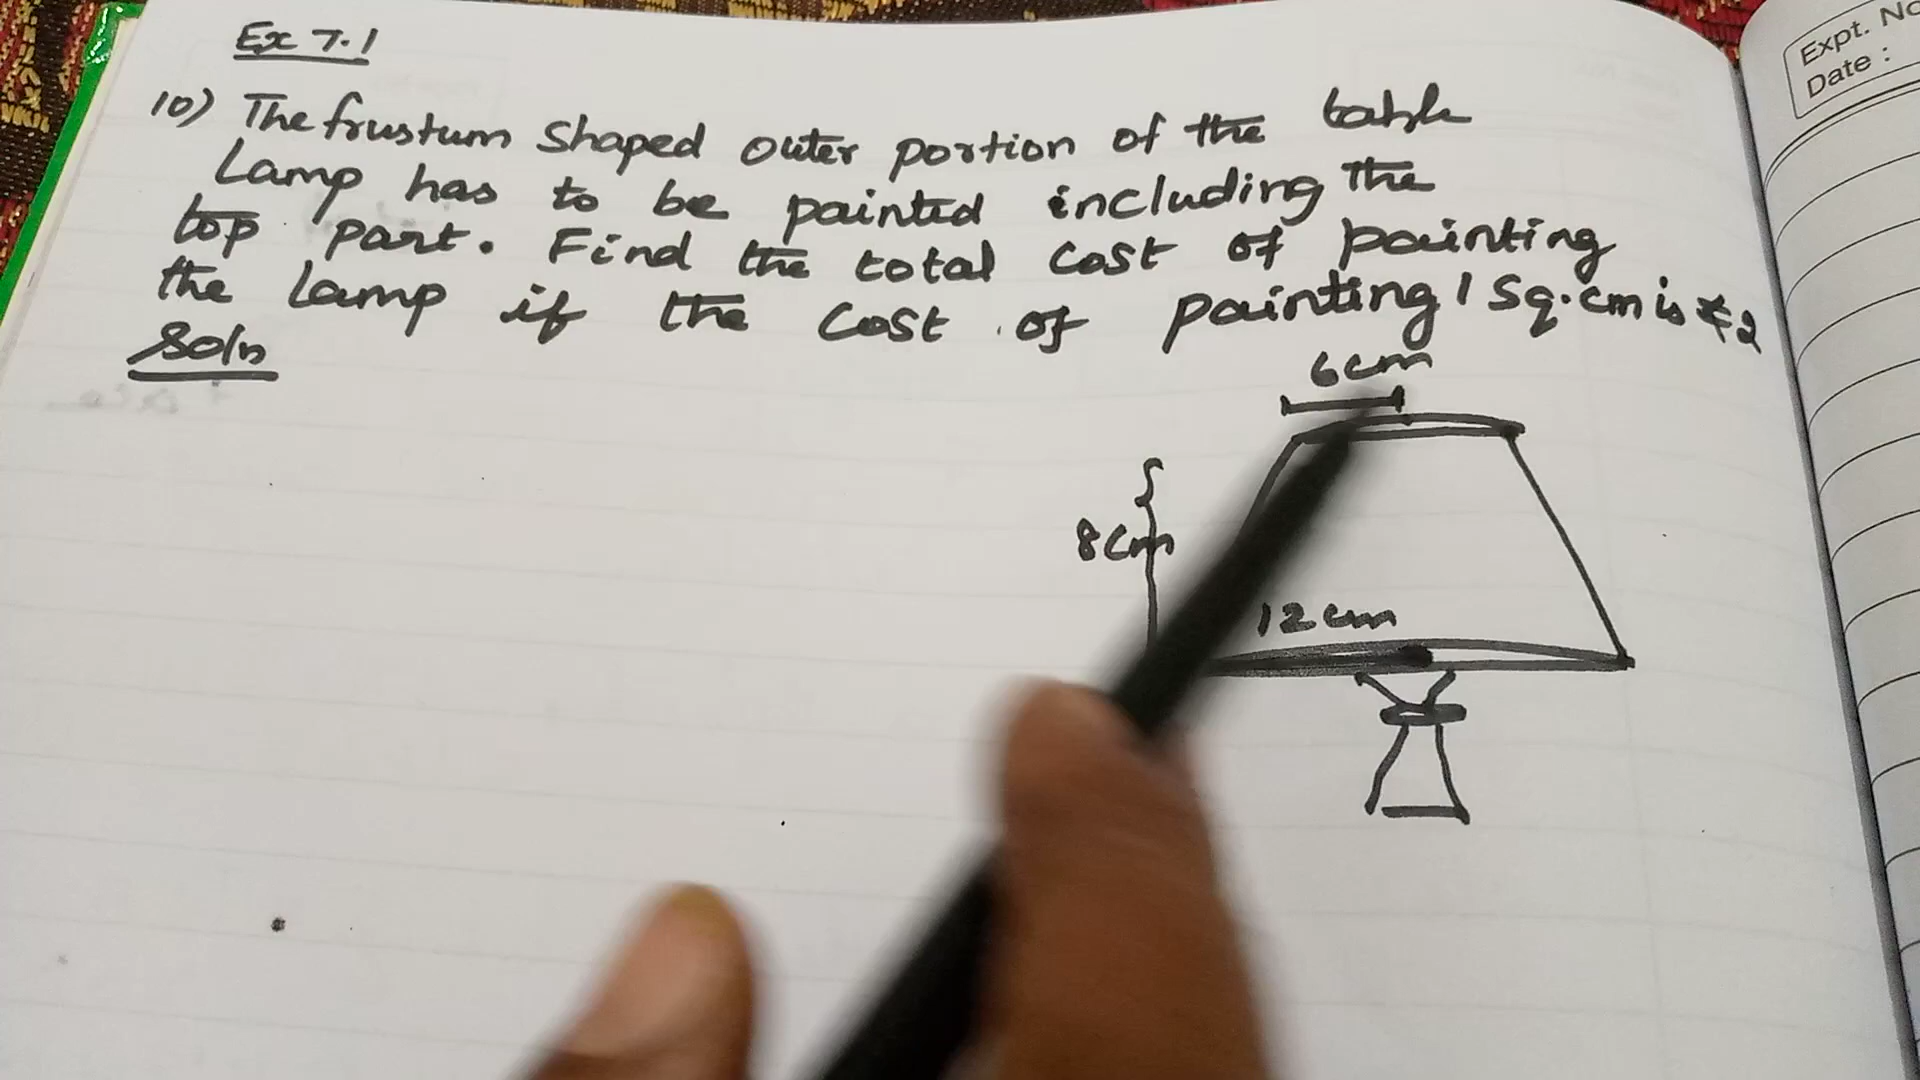 Ex 7.1
10) The frustum shaped outer portion of the table
Lamp has to be painted including the
top part. Find the total cost of painting
the lamp if the cost of painting 1 Sq.cm is ₹2
Soln
6cm
8cm
12cm
Expt. No
Date :